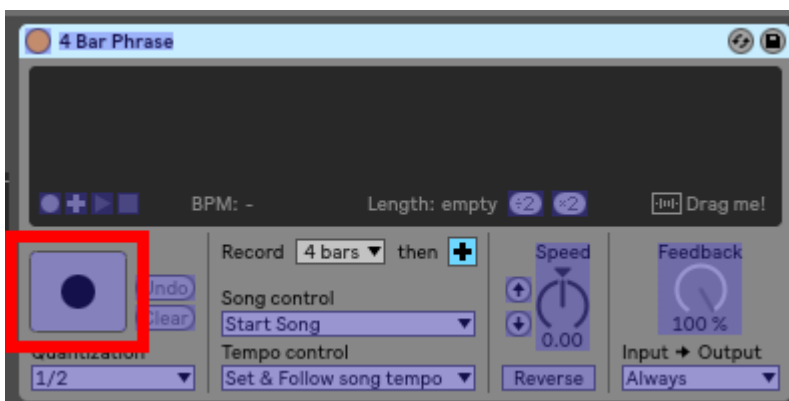 4 Bar Phrase
BPM: - Length: empty ÷2 ×2 Drag me!
Record 4 bars then
Speed
Feedback
Undo
Clear
Song control
Start Song
0.00
100 %
Quantization
Tempo control
Input → Output
1/2
Set & Follow song tempo
Reverse
Always